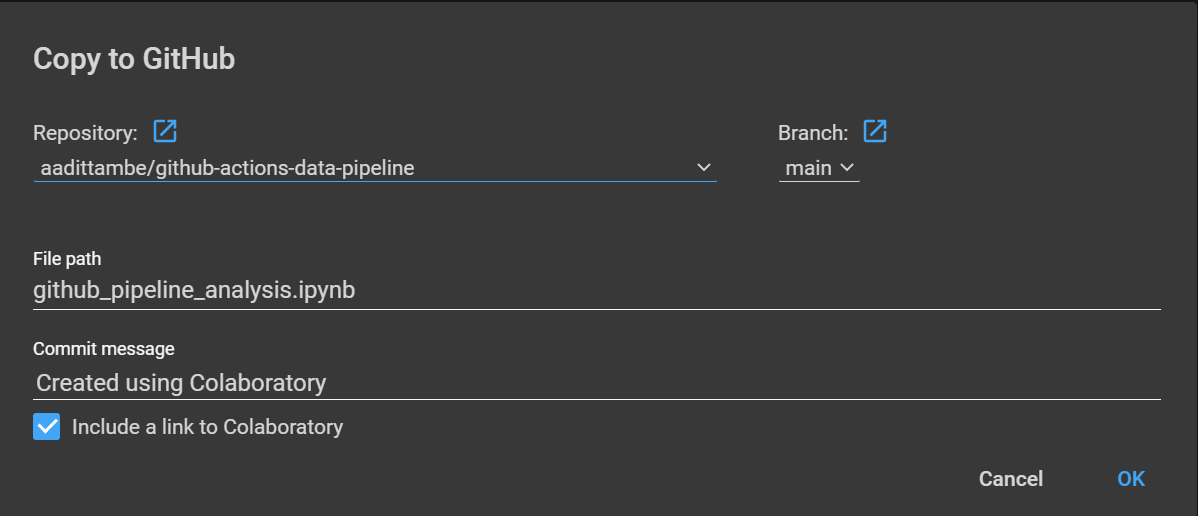 Copy to GitHub
Repository:
Branch:
aadittambe/github-actions-data-pipeline
main
File path
github_pipeline_analysis.ipynb
Commit message
Created using Colaboratory
Include a link to Colaboratory
Cancel
OK